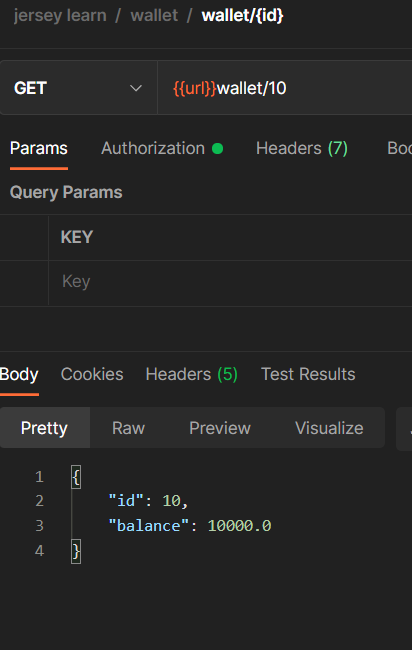 jersey learn / wallet / wallet/{id}
GET {{url}}wallet/10
Params Authorization Headers (7)
Query Params
KEY
Key
Body Cookies Headers (5) Test Results
Pretty Raw Preview Visualize
1 {
2 "id": 10,
3 "balance": 10000.0
4 }